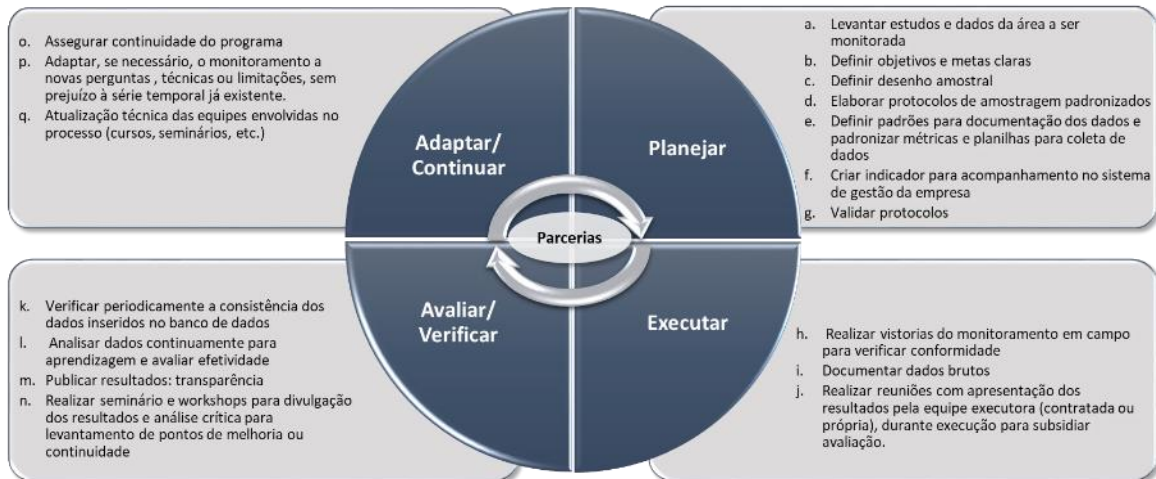 o. Assegurar continuidade do programa
p. Adaptar, se necessário, o monitoramento a
novas perguntas , técnicas ou limitações, sem
prejuízo à série temporal já existente.
q. Atualização técnica das equipes envolvidas no
processo (cursos, seminários, etc.)
Adaptar/
Continuar
Planejar
a. Levantar estudos e dados da área a ser
monitorada
b. Definir objetivos e metas claras
c. Definir desenho amostral
d. Elaborar protocolos de amostragem padronizados
e. Definir padrões para documentação dos dados e
padronizar métricas e planilhas para coleta de
dados
f. Criar indicador para acompanhamento no sistema
de gestão da empresa
g. Validar protocolos
Parcerias
k. Verificar periodicamente a consistência dos
dados inseridos no banco de dados
l. Analisar dados continuamente para
aprendizagem e avaliar efetividade
m. Publicar resultados: transparência
n. Realizar seminário e workshops para divulgação
dos resultados e análise crítica para
levantamento de pontos de melhoria ou
continuidade
Avaliar/
Verificar
Executar
h. Realizar vistorias do monitoramento em campo
para verificar conformidade
i. Documentar dados brutos
j. Realizar reuniões com apresentação dos
resultados pela equipe executora (contratada ou
própria), durante execução para subsidiar
avaliação.